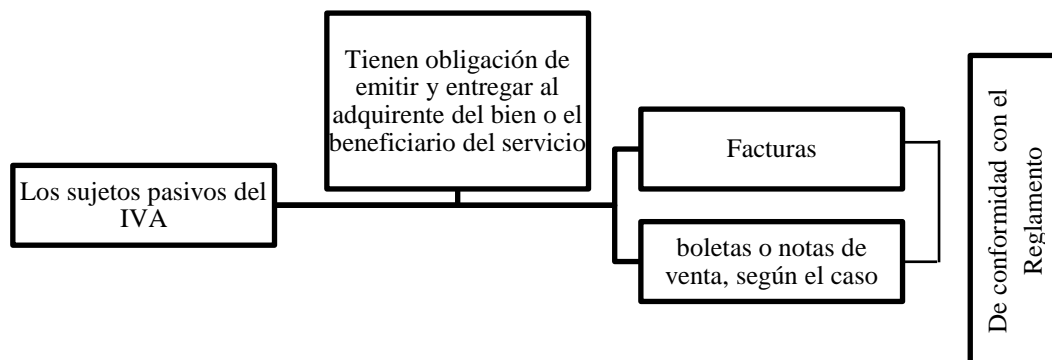 Los sujetos pasivos del
IVA
Tienen obligación de
emitir y entregar al
adquirente del bien o el
beneficiario del servicio
Facturas
boletas o notas de
venta, según el caso
De conformidad con el
Reglamento